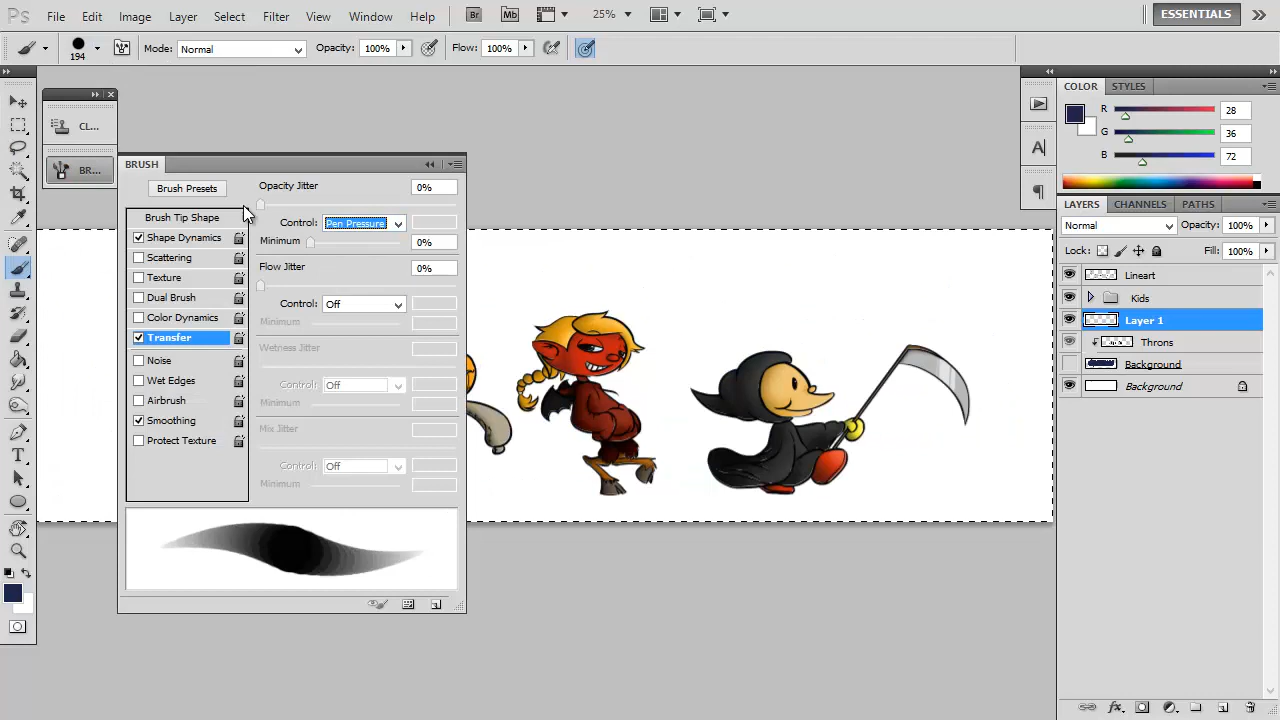 Ps File Edit Image Layer Select Filter View Window Help Br Mb 25% ESSENTIALS
194 Mode: Normal Opacity: 100% Flow: 100%
CL...
BR...
BRUSH
Brush Presets
Brush Tip Shape
Shape Dynamics
Scattering
Texture
Dual Brush
Color Dynamics
Transfer
Noise
Wet Edges
Airbrush
Smoothing
Protect Texture
Opacity Jitter 0%
Control: Pen Pressure
Minimum 0%
Flow Jitter 0%
Control: Off
Minimum
Wetness Jitter
Control: Off
Minimum
Mix Jitter
Control: Off
Minimum
COLOR STYLES
R 28
G 36
B 72
LAYERS CHANNELS PATHS
Normal Opacity: 100%
Lock: Fill: 100%
Lineart
Kids
Layer 1
Throns
Background
Background
A
T
fx